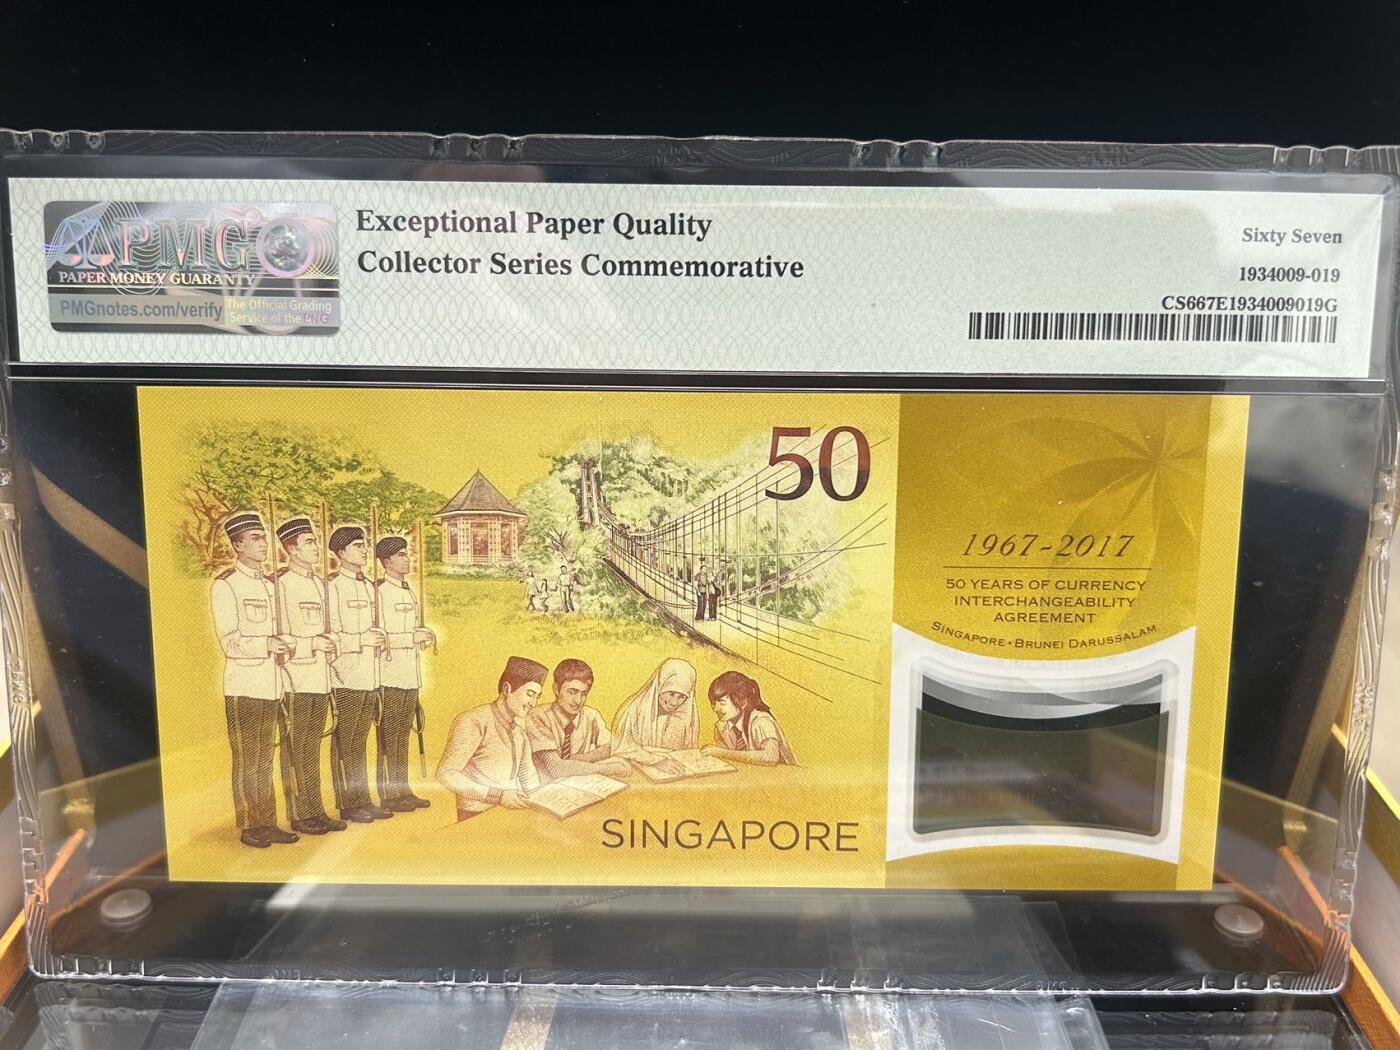 PMG
PAPER MONEY GUARANTY
PMGnotes.com/verify
The Official Grading
Service of the PNG
Exceptional Paper Quality
Collector Series Commemorative
Sixty Seven
1934009-019
CS667E1934009019G
50
1967-2017
50 YEARS OF CURRENCY
INTERCHANGEABILITY
AGREEMENT
SINGAPORE • BRUNEI DARUSSALAM
SINGAPORE